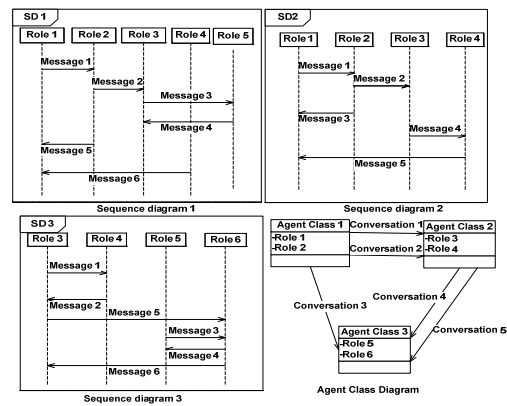 SD 1
Role 1 Role 2 Role 3 Role 4 Role 5
Message 1
Message 2
Message 3
Message 4
Message 5
Message 6
Sequence diagram 1
SD2
Role 1 Role 2 Role 3 Role 4
Message 1
Message 2
Message 3
Message 4
Message 5
Sequence diagram 2
SD 3
Role 3 Role 4 Role 5 Role 6
Message 1
Message 2
Message 5
Message 3
Message 4
Message 6
Sequence diagram 3
Agent Class 1
-Role 1
-Role 2
Conversation 1
Conversation 2
Agent Class 2
-Role 3
-Role 4
Conversation 3
Conversation 4
Conversation 5
Agent Class 3
-Role 5
-Role 6
Agent Class Diagram